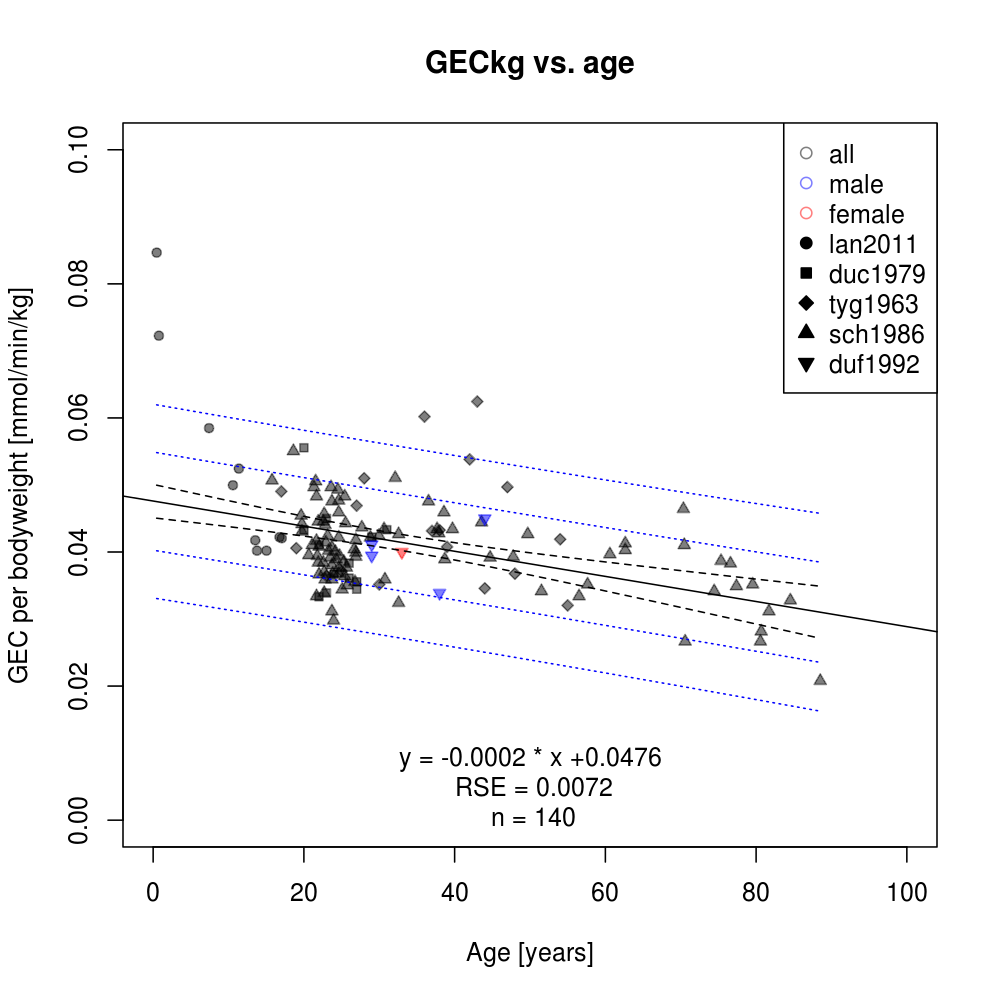 GECkg vs. age
GEC per bodyweight [mmol/min/kg]
0.10
0.08
0.06
0.04
0.02
0.00
all
male
female
lan2011
duc1979
tyg1963
sch1986
duf1992
y = -0.0002 * x +0.0476
RSE = 0.0072
n = 140
0 20 40 60 80 100
Age [years]